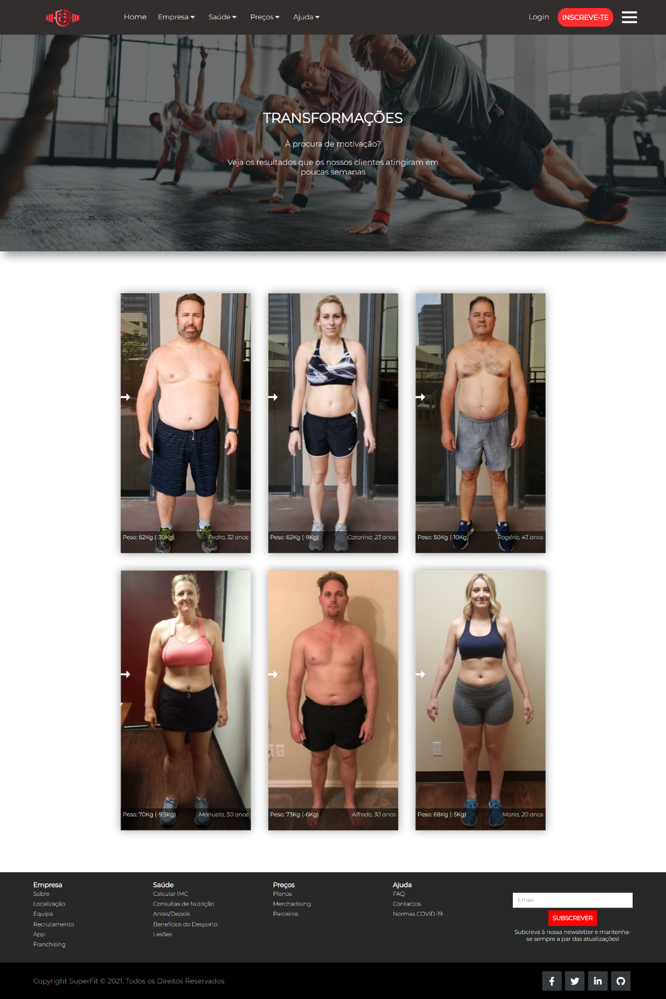 Home
Empresa
Saúde
Preços
Ajuda
Login
INSCREVE-TE
TRANSFORMAÇÕES
À procura de motivação?
Veja os resultados que os nossos clientes atingiram em
poucas semanas
Peso: 62Kg (-30Kg)
Pedro, 32 anos
Peso: 62Kg (-9Kg)
Catarina, 23 anos
Peso: 50Kg (-10Kg)
Rogério, 43 anos
Peso: 70Kg (-9.5Kg)
Manuela, 50 anos
Peso: 73Kg (-6Kg)
Alfredo, 30 anos
Peso: 68Kg (-5Kg)
Maria, 20 anos
Empresa
Sobre
Localização
Equipa
Recrutamento
App
Franchising
Saúde
Calcular IMC
Consultas de Nutrição
Antes/Depois
Benefícios do Desporto
Lesões
Preços
Planos
Merchadising
Parceiros
Ajuda
FAQ
Contactos
Normas COVID-19
Email
SUBSCREVER
Subcreva à nossa newsletter e mantenha-
se sempre a par das atualizações!
Copyright SuperFit © 2021. Todos os Direitos Reservados